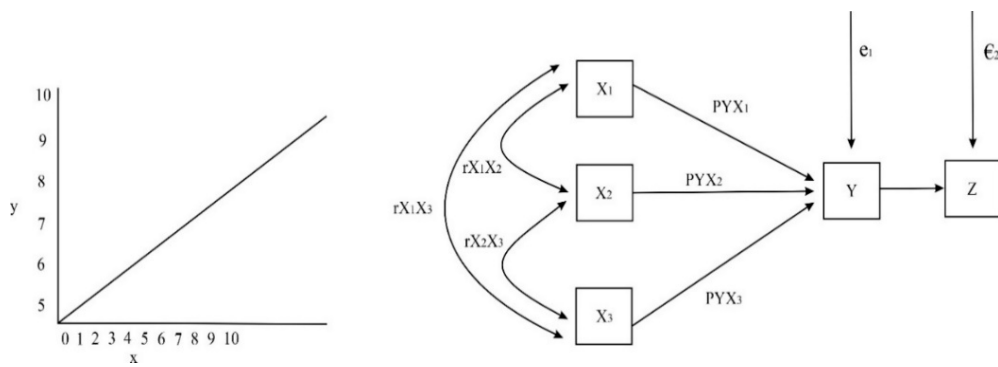 10
9
8
y
7
6
5
0 1 2 3 4 5 6 7 8 9 10
x
e₁
€₂
X₁
PYX₁
rX₁X₂
X₂
PYX₂
Y
Z
rX₁X₃
rX₂X₃
PYX₃
X₃